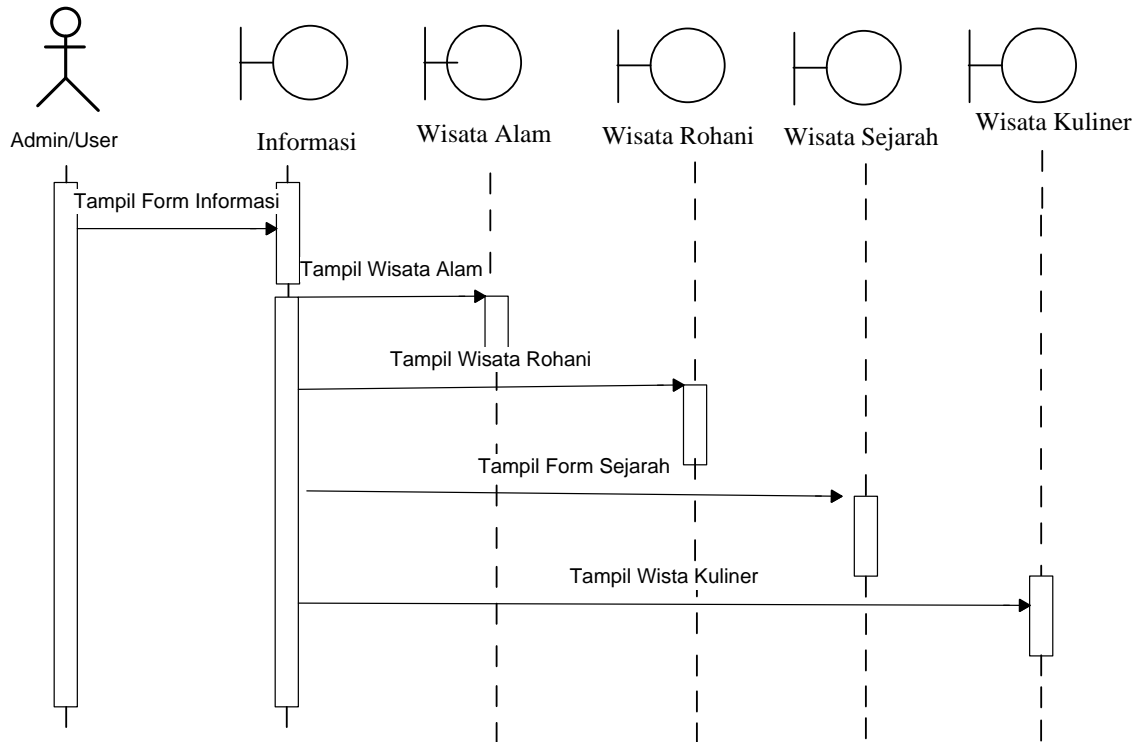 Admin/User
Informasi
Wisata Alam
Wisata Rohani
Wisata Sejarah
Wisata Kuliner
Tampil Form Informasi
Tampil Wisata Alam
Tampil Wisata Rohani
Tampil Form Sejarah
Tampil Wista Kuliner